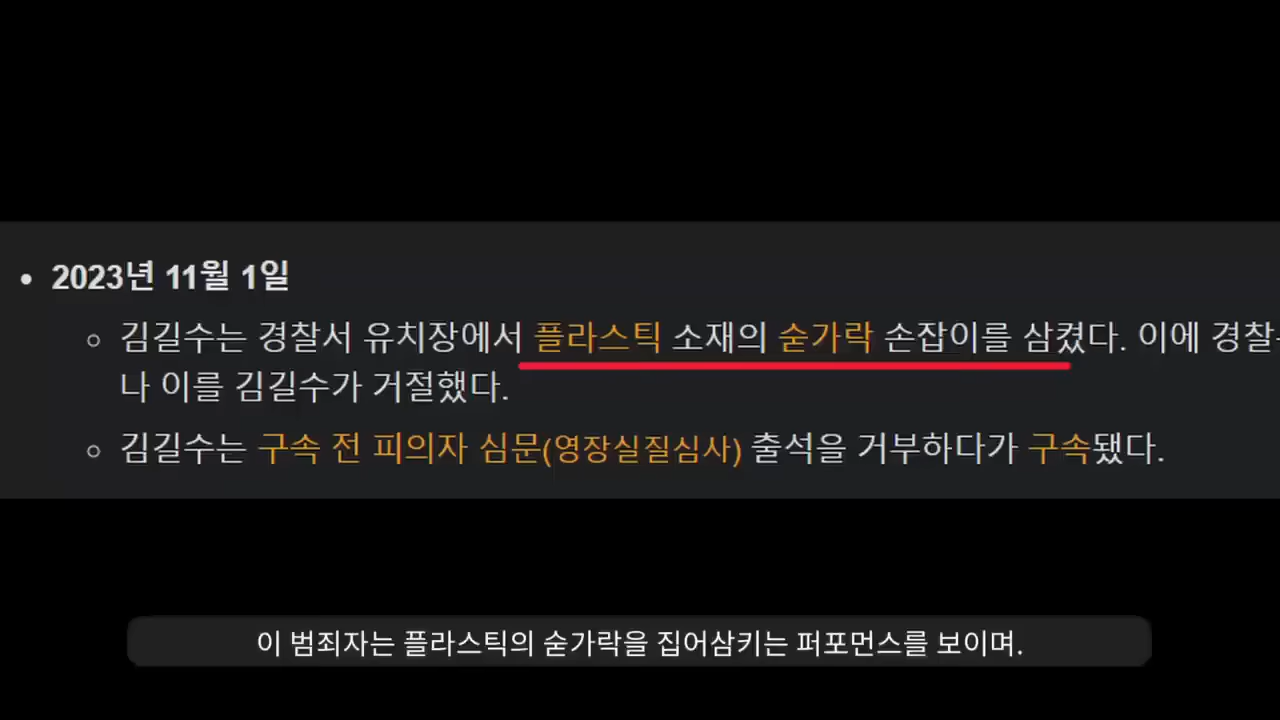 2023년 11월 1일
김길수는 경찰서 유치장에서 플라스틱 소재의 숟가락 손잡이를 삼켰다. 이에 경찰
나 이를 김길수가 거절했다.
김길수는 구속 전 피의자 심문(영장실질심사) 출석을 거부하다가 구속됐다.
이 범죄자는 플라스틱의 숟가락을 집어삼키는 퍼포먼스를 보이며.